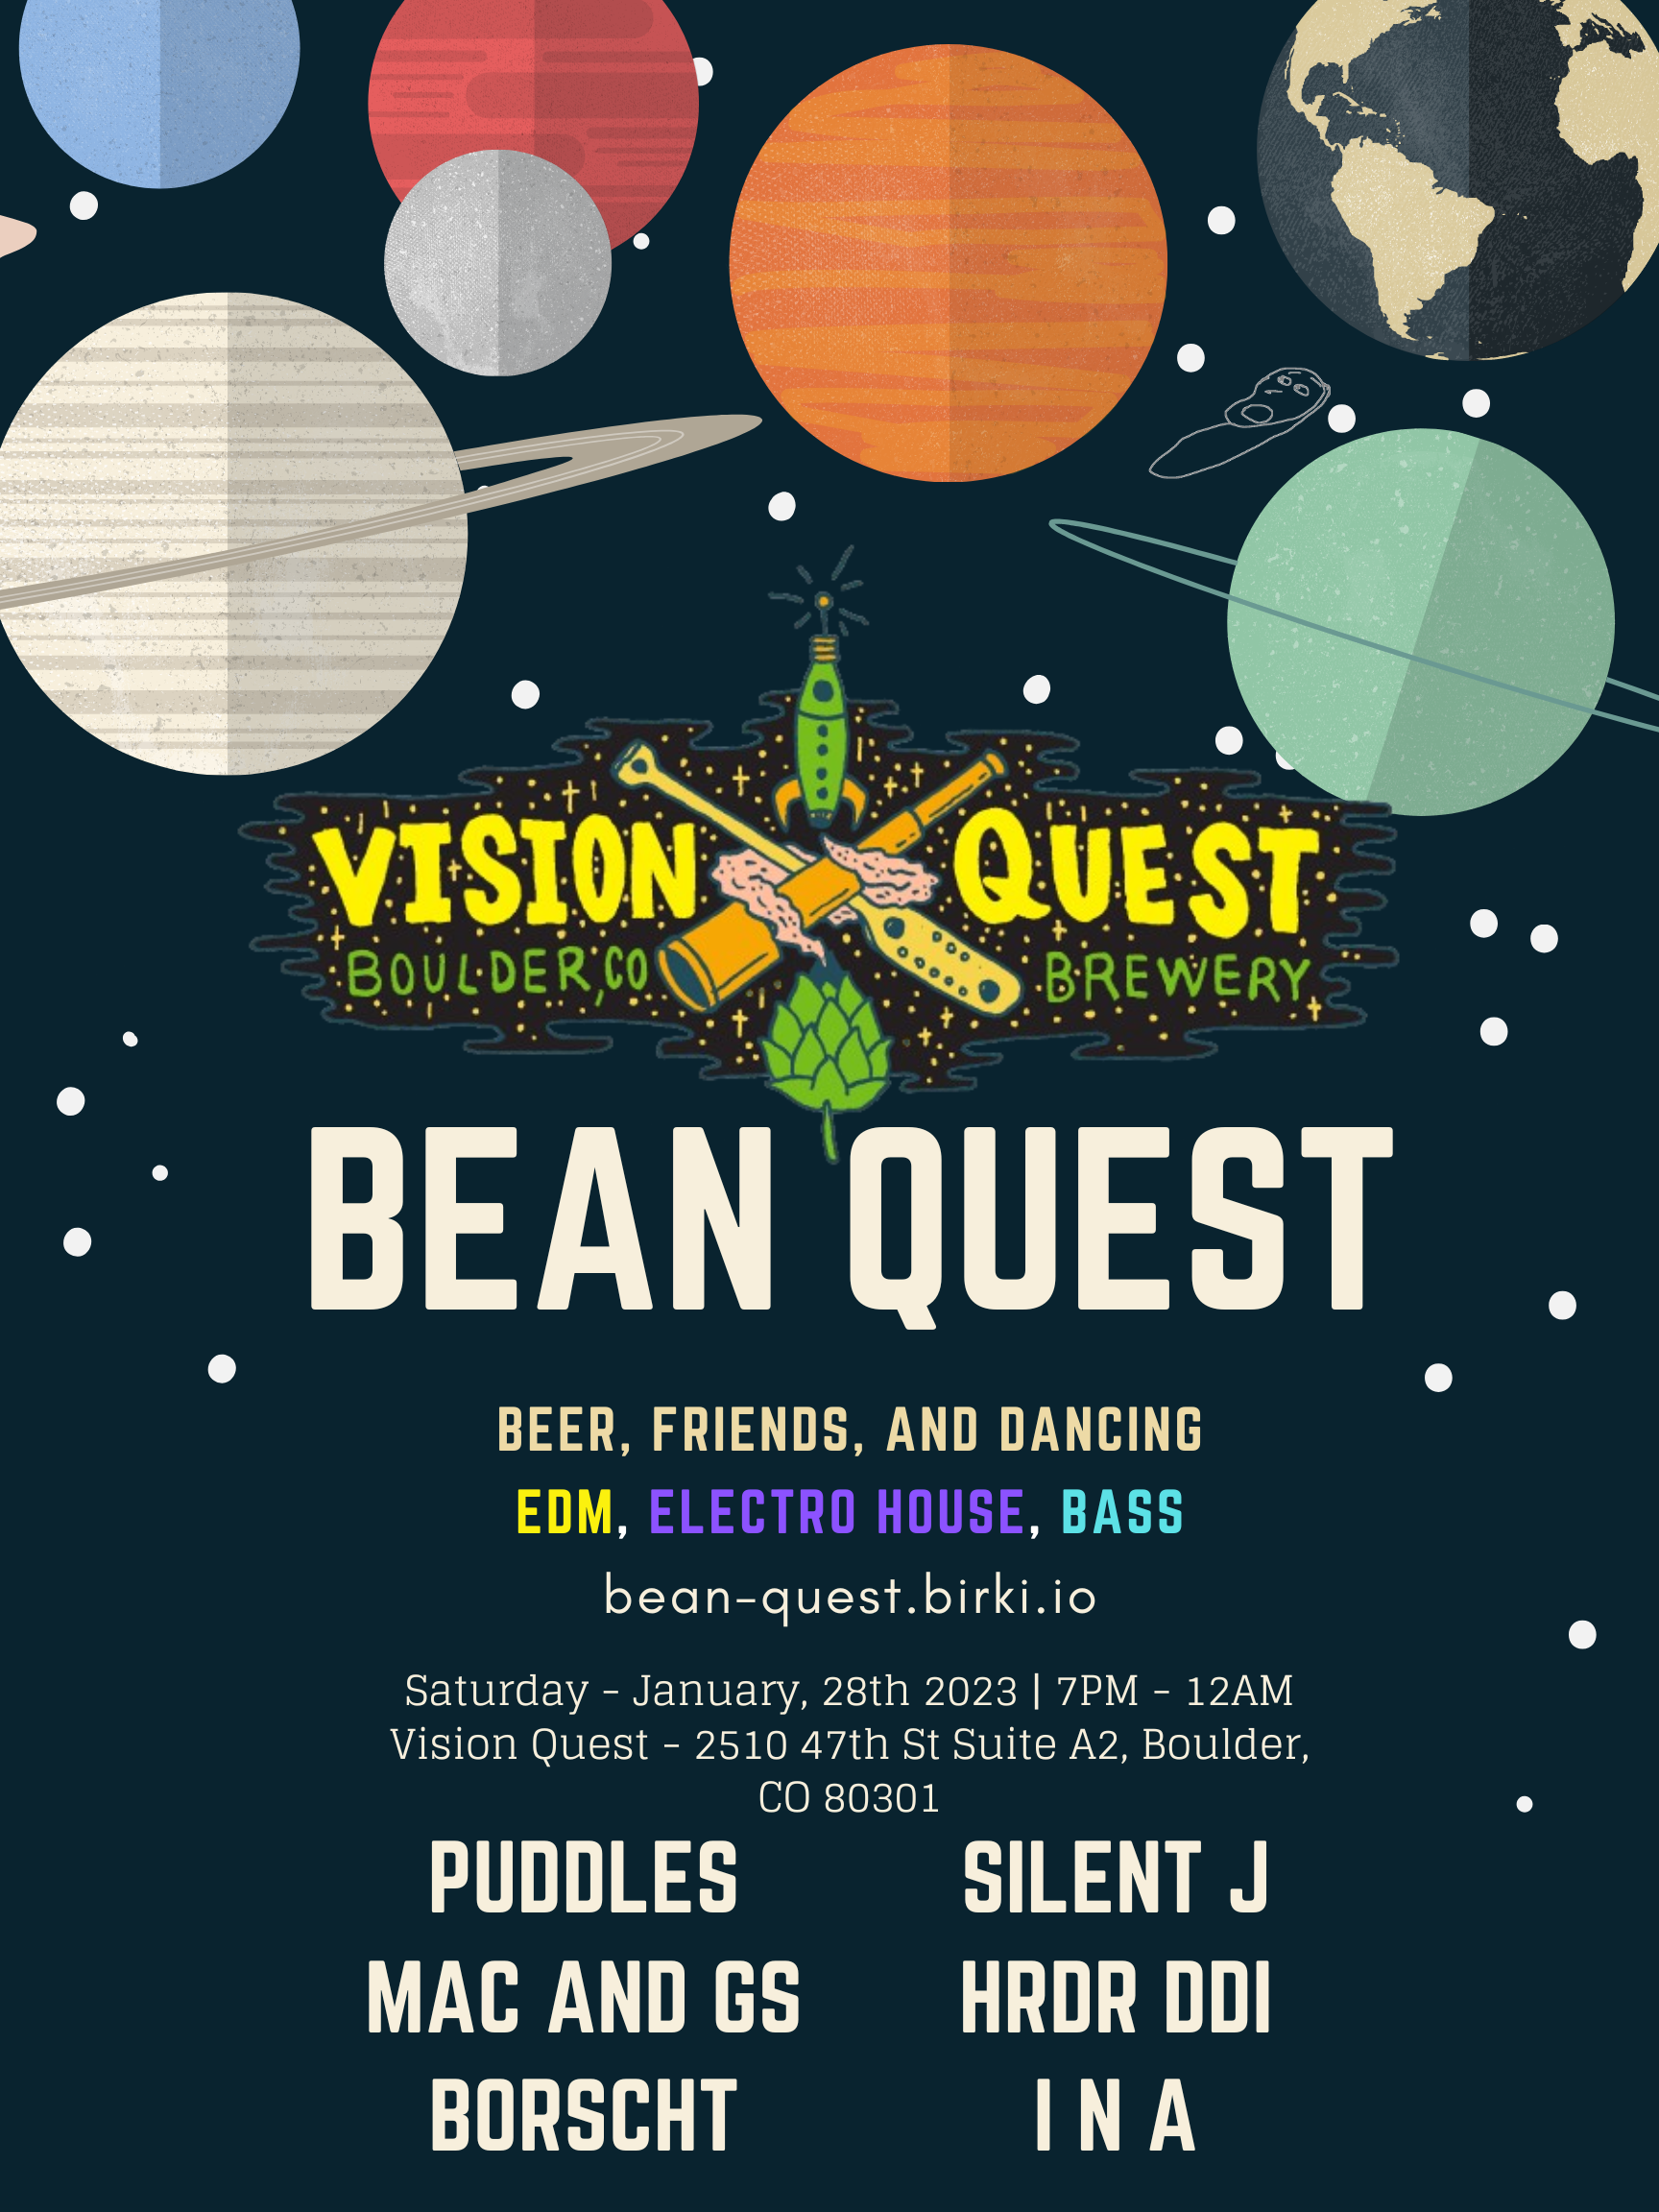 VISION QUEST
BOULDER, CO BREWERY
BEAN QUEST
BEER, FRIENDS, AND DANCING
EDM, ELECTRO HOUSE, BASS
bean-quest.birki.io
Saturday - January, 28th 2023 | 7PM - 12AM
Vision Quest - 2510 47th St Suite A2, Boulder,
CO 80301
PUDDLES SILENT J
MAC AND GS HRDR DDI
BORSCHT I N A